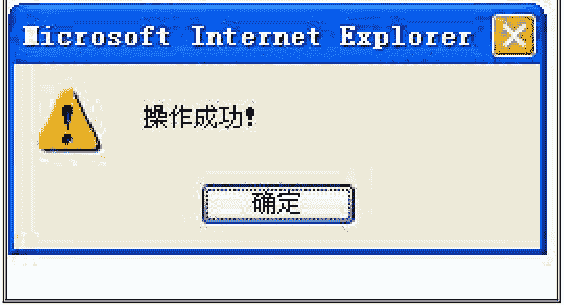 Microsoft Internet Explorer
操作成功!
确定